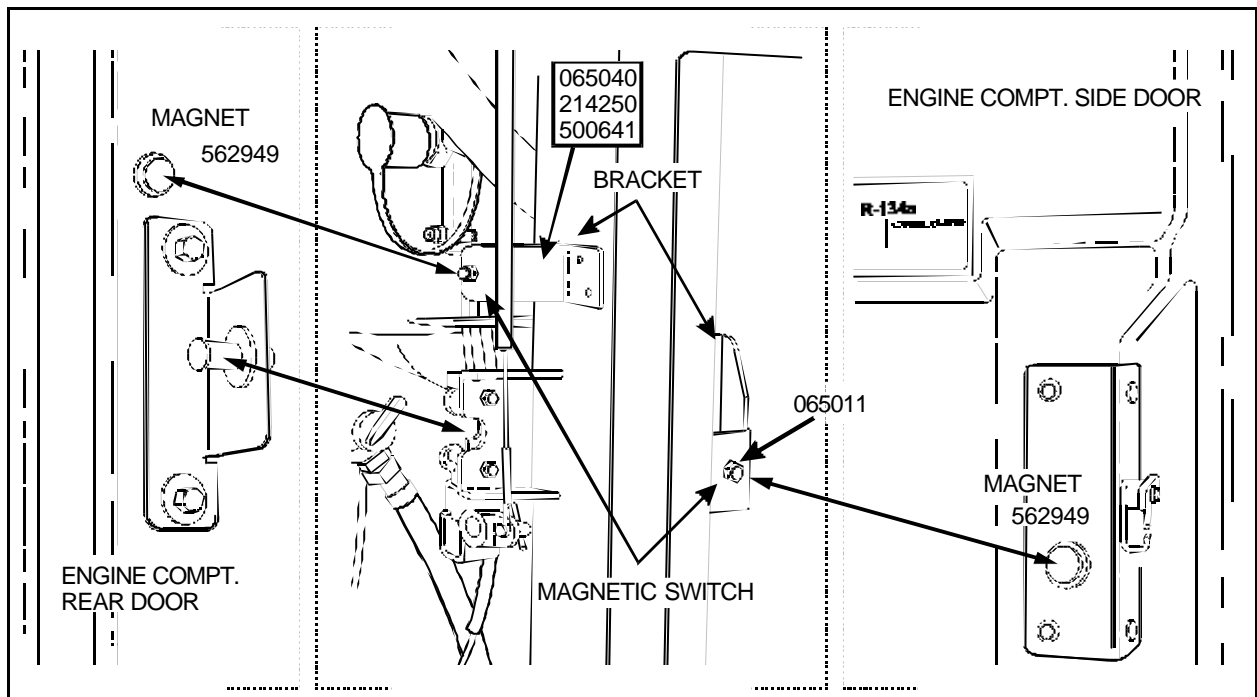 MAGNET
562949
ENGINE COMPT.
REAR DOOR
065040
214250
500641
BRACKET
065011
MAGNETIC SWITCH
ENGINE COMPT. SIDE DOOR
R-134a
MAGNET
562949